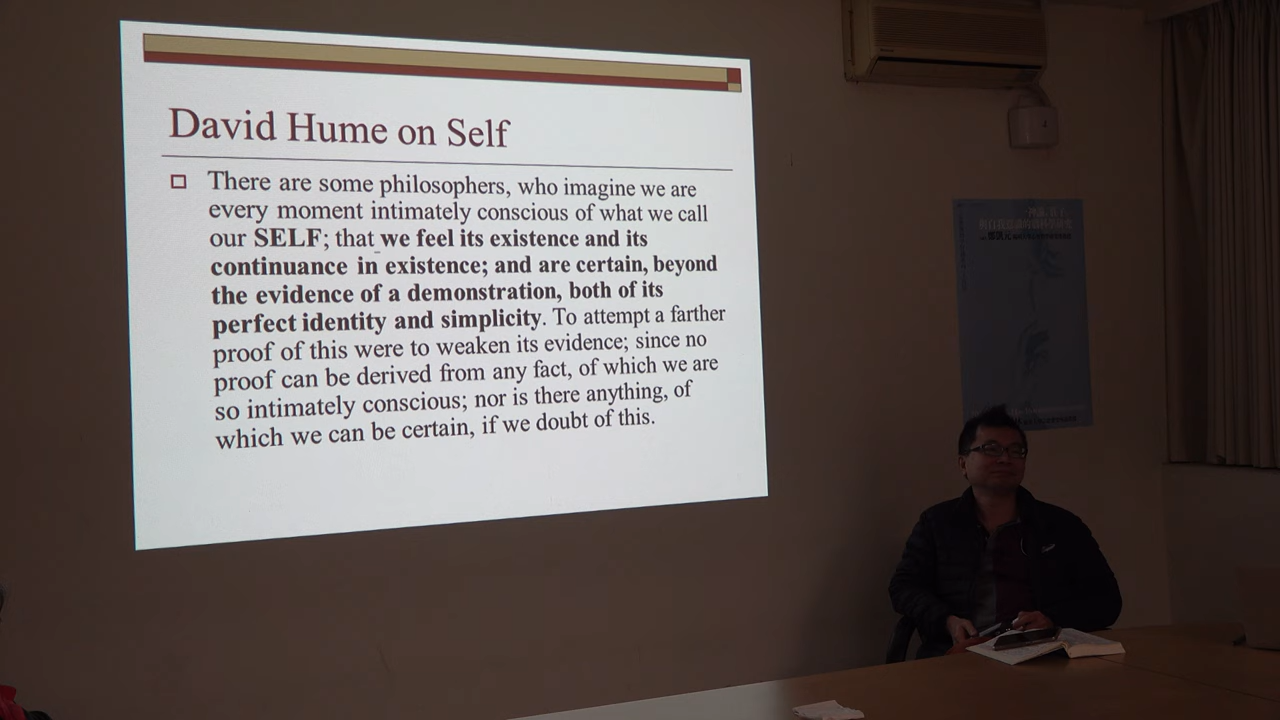 David Hume on Self
There are some philosophers, who imagine we are
every moment intimately conscious of what we call
our SELF; that we feel its existence and its
continuance in existence; and are certain, beyond
the evidence of a demonstration, both of its
perfect identity and simplicity. To attempt a farther
proof of this were to weaken its evidence; since no
proof can be derived from any fact, of which we are
so intimately conscious; nor is there anything, of
which we can be certain, if we doubt of this.
4